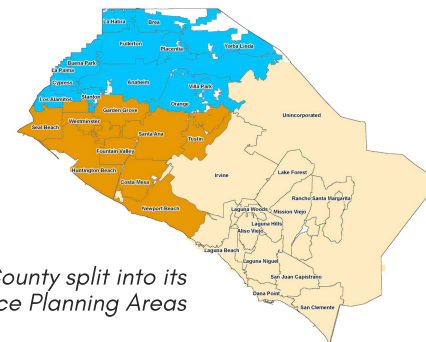 La Habra
Brea
Fullerton
Placentia
Yorba Linda
Buena Park
La Palma
Anaheim
Cypress
Villa Park
Stanton
Los Alamitos
Orange
Garden Grove
Unincorporated
Westminster
Seal Beach
Santa Ana
Tustin
Fountain Valley
Irvine
Lake Forest
Huntington Beach
Costa Mesa
Rancho Santa Margarita
Newport Beach
Laguna Woods
Mission Viejo
Laguna Hills
Aliso Viejo
Laguna Beach
Laguna Niguel
San Juan Capistrano
Dana Point
San Clemente
County split into its
ce Planning Areas